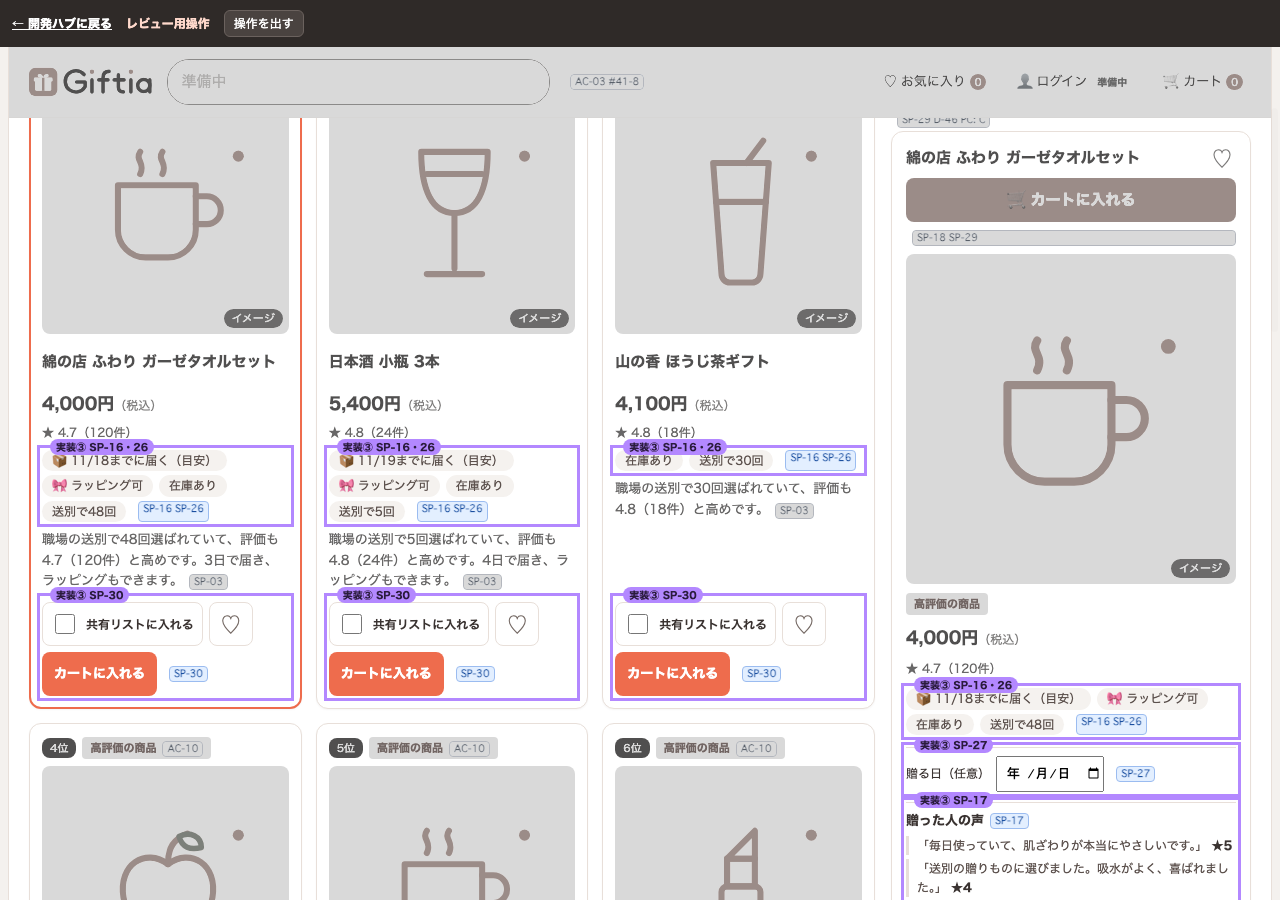 ← 開発ハブに戻る レビュー用操作 操作を出す
Giftia 準備中 AC-03 #41-8 ♡ お気に入り 0 ログイン 準備中 カート 0
イメージ
綿の店 ふわり ガーゼタオルセット
4,000円（税込）
★ 4.7（120件）
実装③ SP-16・26
11/18までに届く（目安）
ラッピング可 在庫あり
送別で48回 SP-16 SP-26
職場の送別で48回選ばれていて、評価も
4.7（120件）と高めです。3日で届き、
ラッピングもできます。 SP-03
実装③ SP-30
共有リストに入れる ♡
カートに入れる SP-30
イメージ
日本酒 小瓶 3本
5,400円（税込）
★ 4.8（24件）
実装③ SP-16・26
11/19までに届く（目安）
ラッピング可 在庫あり
送別で5回 SP-16 SP-26
職場の送別で5回選ばれていて、評価も
4.8（24件）と高めです。4日で届き、ラ
ッピングもできます。 SP-03
実装③ SP-30
共有リストに入れる ♡
カートに入れる SP-30
イメージ
山の香 ほうじ茶ギフト
4,100円（税込）
★ 4.8（18件）
実装③ SP-16・26
在庫あり 送別で30回 SP-16 SP-26
職場の送別で30回選ばれていて、評価も
4.8（18件）と高めです。 SP-03
実装③ SP-30
共有リストに入れる ♡
カートに入れる SP-30
4位 高評価の商品 AC-10
5位 高評価の商品 AC-10
6位 高評価の商品 AC-10
SP-29 D-46 PC: C
綿の店 ふわり ガーゼタオルセット ♡
カートに入れる
SP-18 SP-29
イメージ
高評価の商品
4,000円（税込）
★ 4.7（120件）
実装③ SP-16・26
11/18までに届く（目安） ラッピング可
在庫あり 送別で48回 SP-16 SP-26
実装③ SP-27
贈る日（任意） 年 /月/日 SP-27
実装③ SP-17
贈った人の声 SP-17
「毎日使っていて、肌ざわりが本当にやさしいです。」 ★5
「送別の贈りものに選びました。吸水がよく、喜ばれまし
た。」 ★4